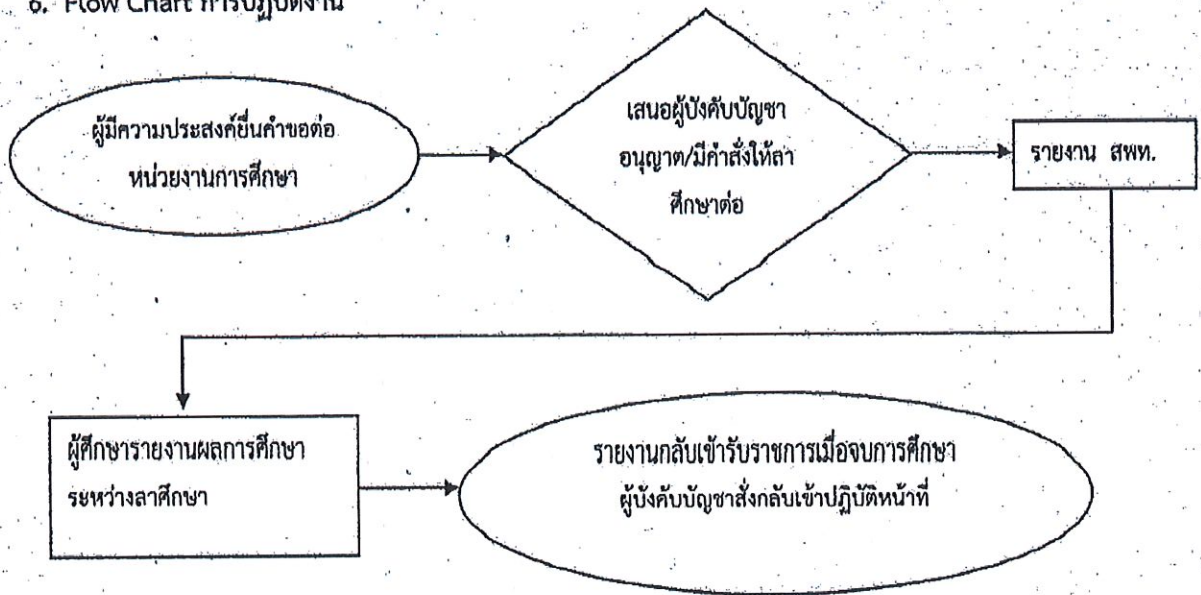 6. Flow Chart การปฏิบัติงาน
ผู้มีความประสงค์ยื่นคำขอต่อ
หน่วยงานการศึกษา
เสนอผู้บังคับบัญชา
อนุญาต/มีคำสั่งให้ลา
ศึกษาต่อ
รายงาน สพท.
ผู้ศึกษารายงานผลการศึกษา
ระหว่างลาศึกษา
รายงานกลับเข้ารับราชการเมื่อจบการศึกษา
ผู้บังคับบัญชาสั่งกลับเข้าปฏิบัติหน้าที่